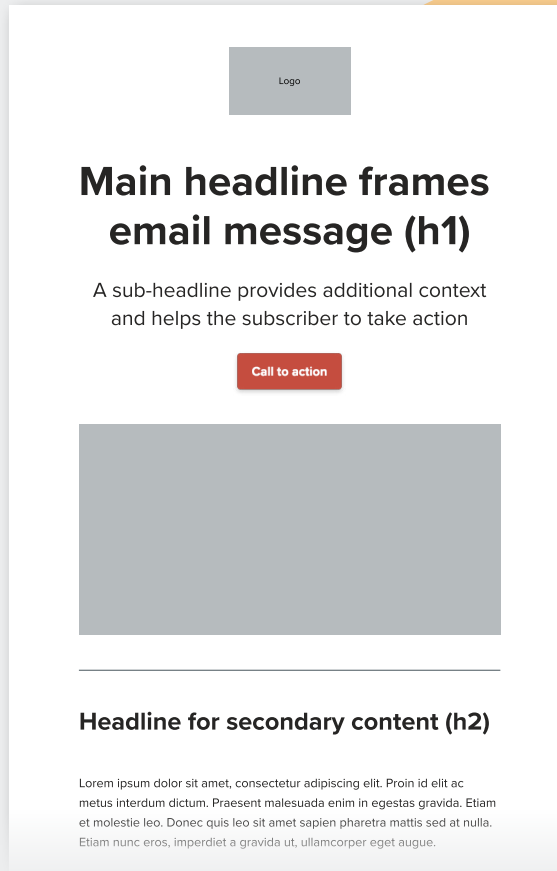 Logo
Main headline frames
email message (h1)
A sub-headline provides additional context
and helps the subscriber to take action
Call to action
Headline for secondary content (h2)
Lorem ipsum dolor sit amet, consectetur adipiscing elit. Proin id elit ac
metus interdum dictum. Praesent malesuada enim in egestas gravida. Etiam
et molestie leo. Donec quis leo sit amet sapien pharetra mattis sed at nulla.
Etiam nunc eros, imperdiet a gravida ut, ullamcorper eget augue.